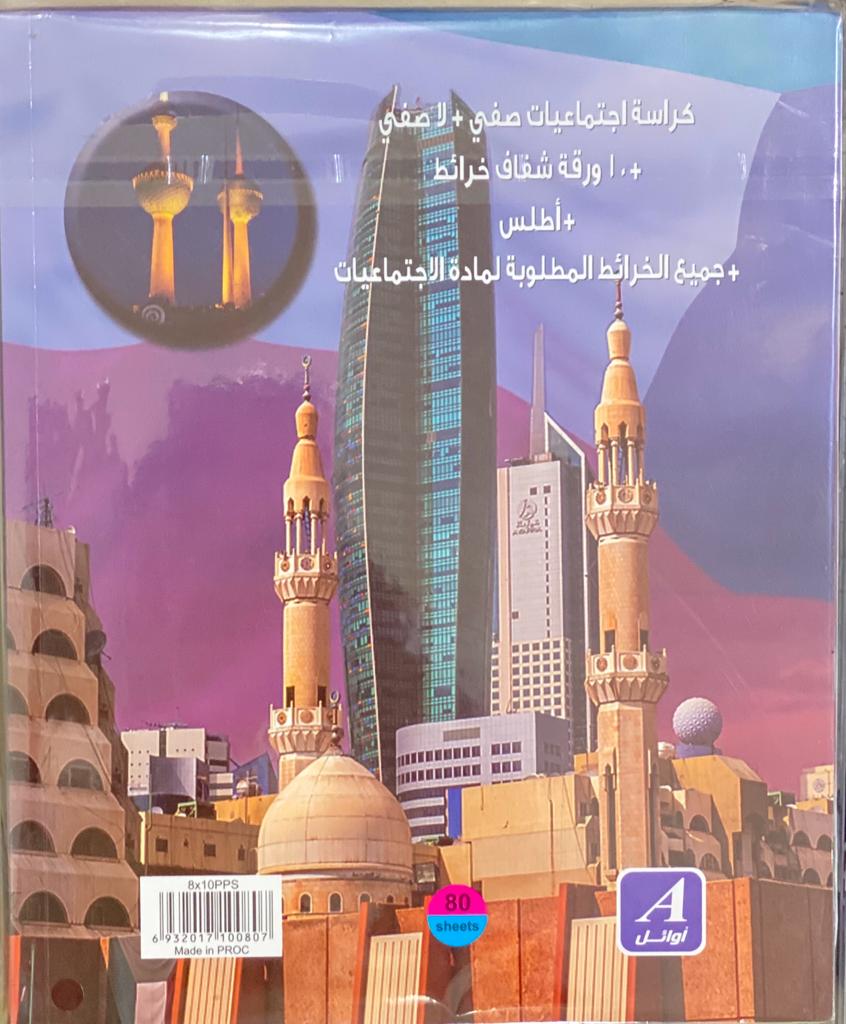 كراسة اجتماعيات صفي + لا صفي
+١٠ ورقة شفاف خرائط
+أطلس
+جميع الخرائط المطلوبة لمادة الاجتماعيات
8x10PPS
6 932017 100807
Made in PROC
80
sheets
A
أوائل